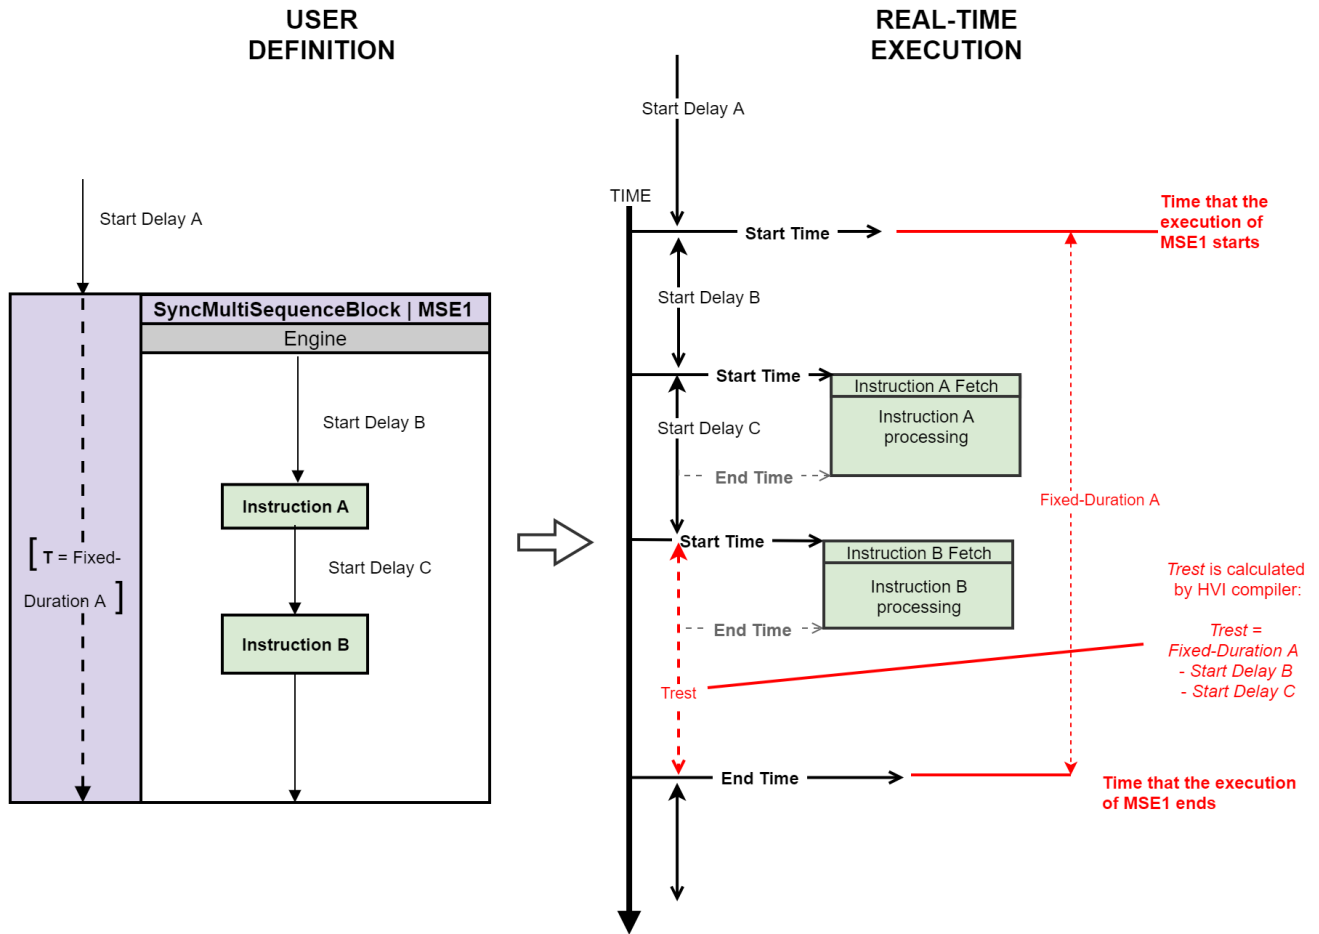 USER
DEFINITION
Start Delay A
SyncMultiSequenceBlock | MSE1
Engine
Start Delay B
Instruction A
[ T = Fixed-
Duration A ]
Start Delay C
Instruction B
REAL-TIME
EXECUTION
Start Delay A
TIME
Start Time
Time that the
execution of
MSE1 starts
Start Delay B
Start Time
Instruction A Fetch
Instruction A
processing
Start Delay C
End Time
Fixed-Duration A
Start Time
Instruction B Fetch
Instruction B
processing
End Time
Trest is calculated
by HVI compiler:
Trest =
Fixed-Duration A
- Start Delay B
- Start Delay C
Trest
End Time
Time that the execution
of MSE1 ends